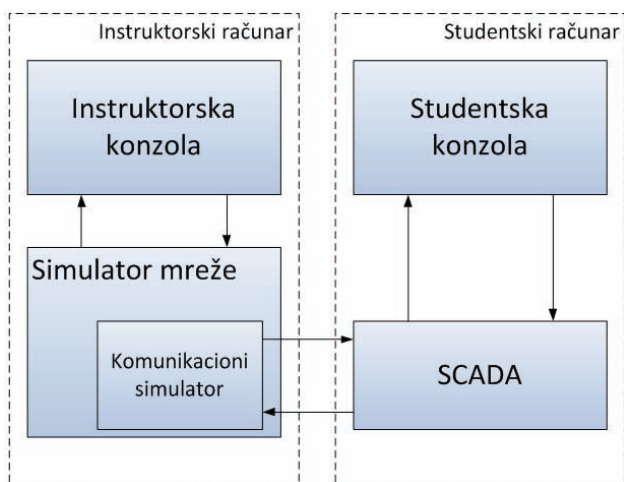 Instruktorski računar
Studentski računar
Instruktorska
konzola
Studentska
konzola
Simulator mreže
Komunikacioni
simulator
SCADA